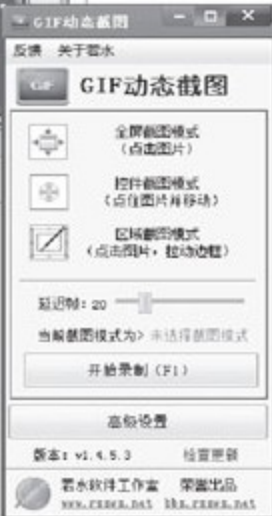 GIF动态截图
反馈 关于若水
GIF
GIF动态截图
全屏截图模式
(点击图片)
控件截图模式
(点住图片并移动)
区域截图模式
(点击图片，拉动边框)
延迟帧：20
当前截图模式为> 未选择截图模式
开始录制 (F1)
高级设置
版本：v1.4.5.3 检查更新
若水软件工作室 荣誉出品